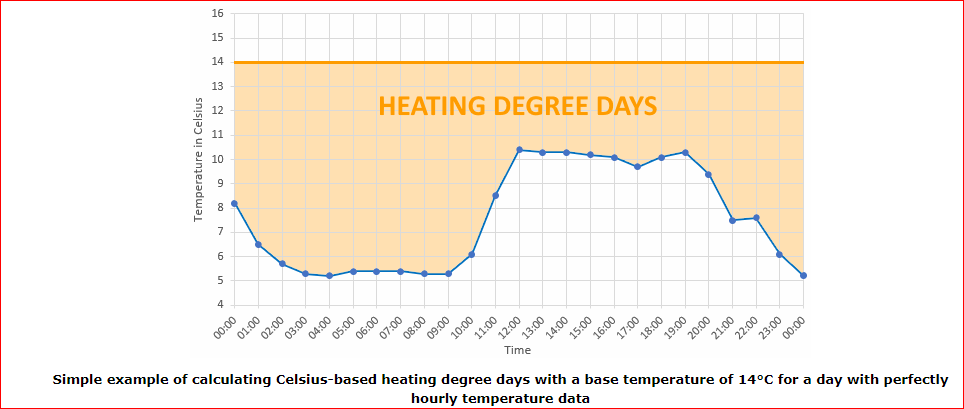 16
15
14
13
12
11
10
9
8
7
6
5
4
Temperature in Celsius
HEATING DEGREE DAYS
00:00 01:00 02:00 03:00 04:00 05:00 06:00 07:00 08:00 09:00 10:00 11:00 12:00 13:00 14:00 15:00 16:00 17:00 18:00 19:00 20:00 21:00 22:00 23:00 00:00
Time
Simple example of calculating Celsius-based heating degree days with a base temperature of 14°C for a day with perfectly
hourly temperature data